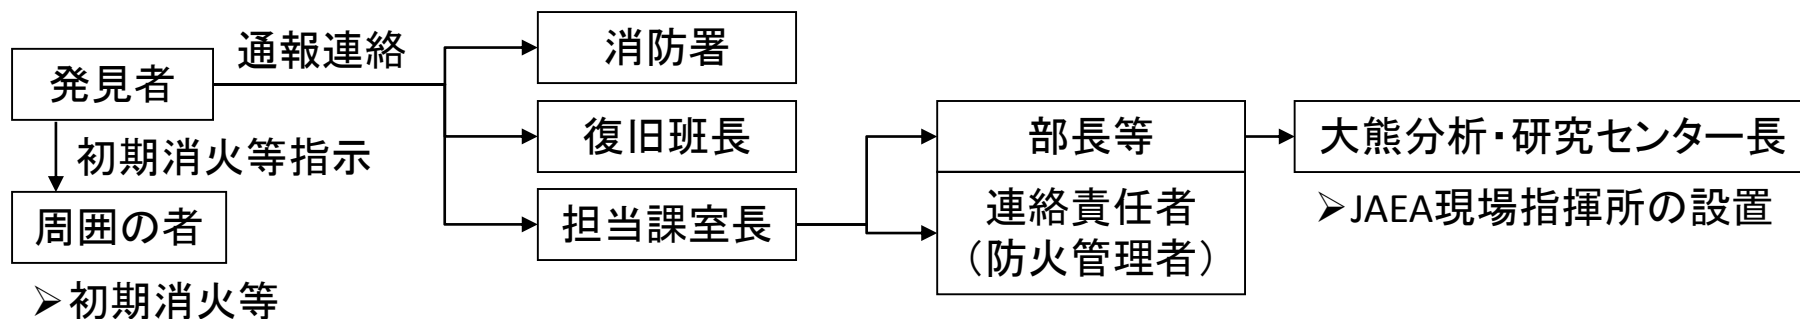 発見者
通報連絡
消防署
復旧班長
担当課室長
部長等
連絡責任者
（防火管理者）
大熊分析・研究センター長
➢JAEA現場指揮所の設置
初期消火等指示
周囲の者
➢初期消火等